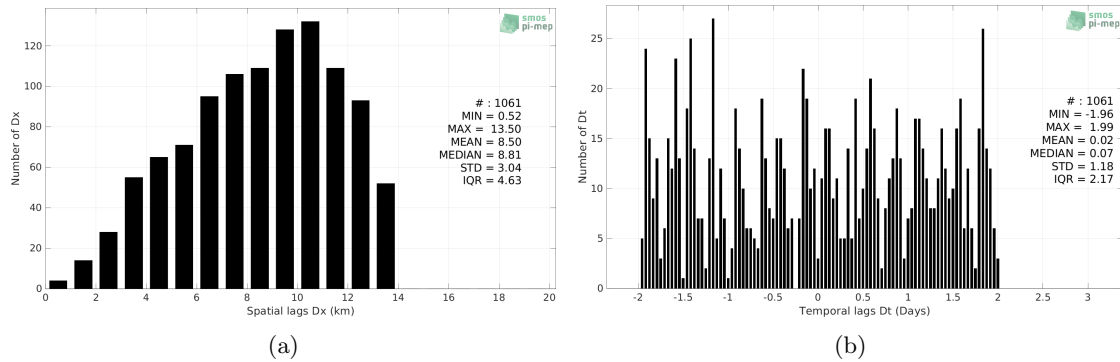 smos
pi-mep
120
100
80
60
40
20
0
Number of Dx
# : 1061
MIN = 0.52
MAX = 13.50
MEAN = 8.50
MEDIAN = 8.81
STD = 3.04
IQR = 4.63
0 2 4 6 8 10 12 14 16 18 20
Spatial lags Dx (km)
(a)
smos
pi-mep
25
20
15
10
5
0
Number of Dt
# : 1061
MIN = -1.96
MAX = 1.99
MEAN = 0.02
MEDIAN = 0.07
STD = 1.18
IQR = 2.17
-2 -1.5 -1 -0.5 0 0.5 1 1.5 2 2.5 3
Temporal lags Dt (Days)
(b)